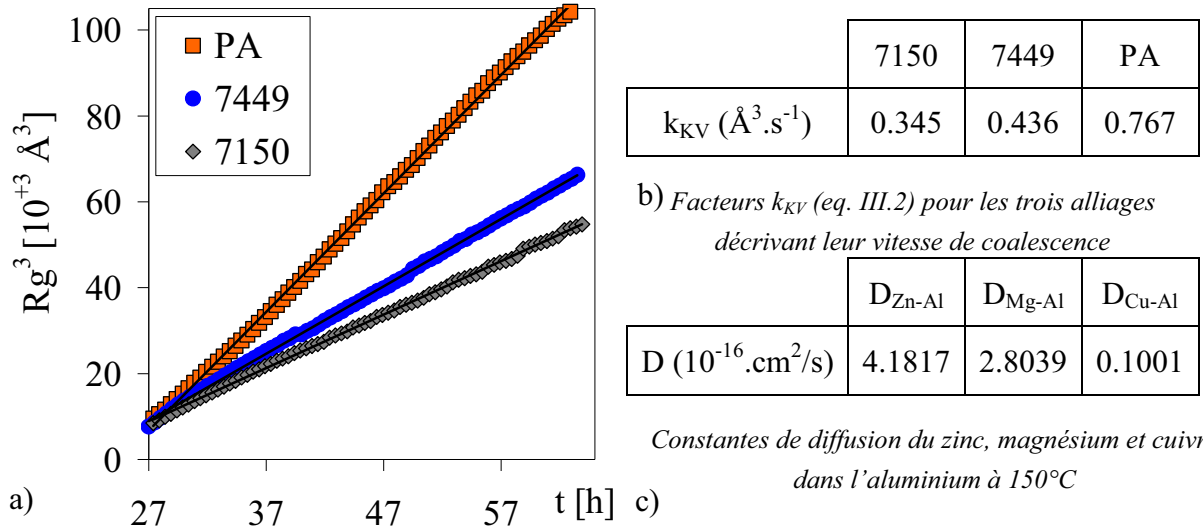 100
80
60
40
20
0
Rg³ [10⁺³ Å³]
PA
7449
7150
27
37
47
57
t [h]
a)
7150 7449 PA
k_KV (Å³.s⁻¹) 0.345 0.436 0.767
b) Facteurs k_KV (eq. III.2) pour les trois alliages
décrivant leur vitesse de coalescence
D_Zn-Al D_Mg-Al D_Cu-Al
D (10⁻¹⁶.cm²/s) 4.1817 2.8039 0.1001
Constantes de diffusion du zinc, magnésium et cuivr
dans l’aluminium à 150°C
c)